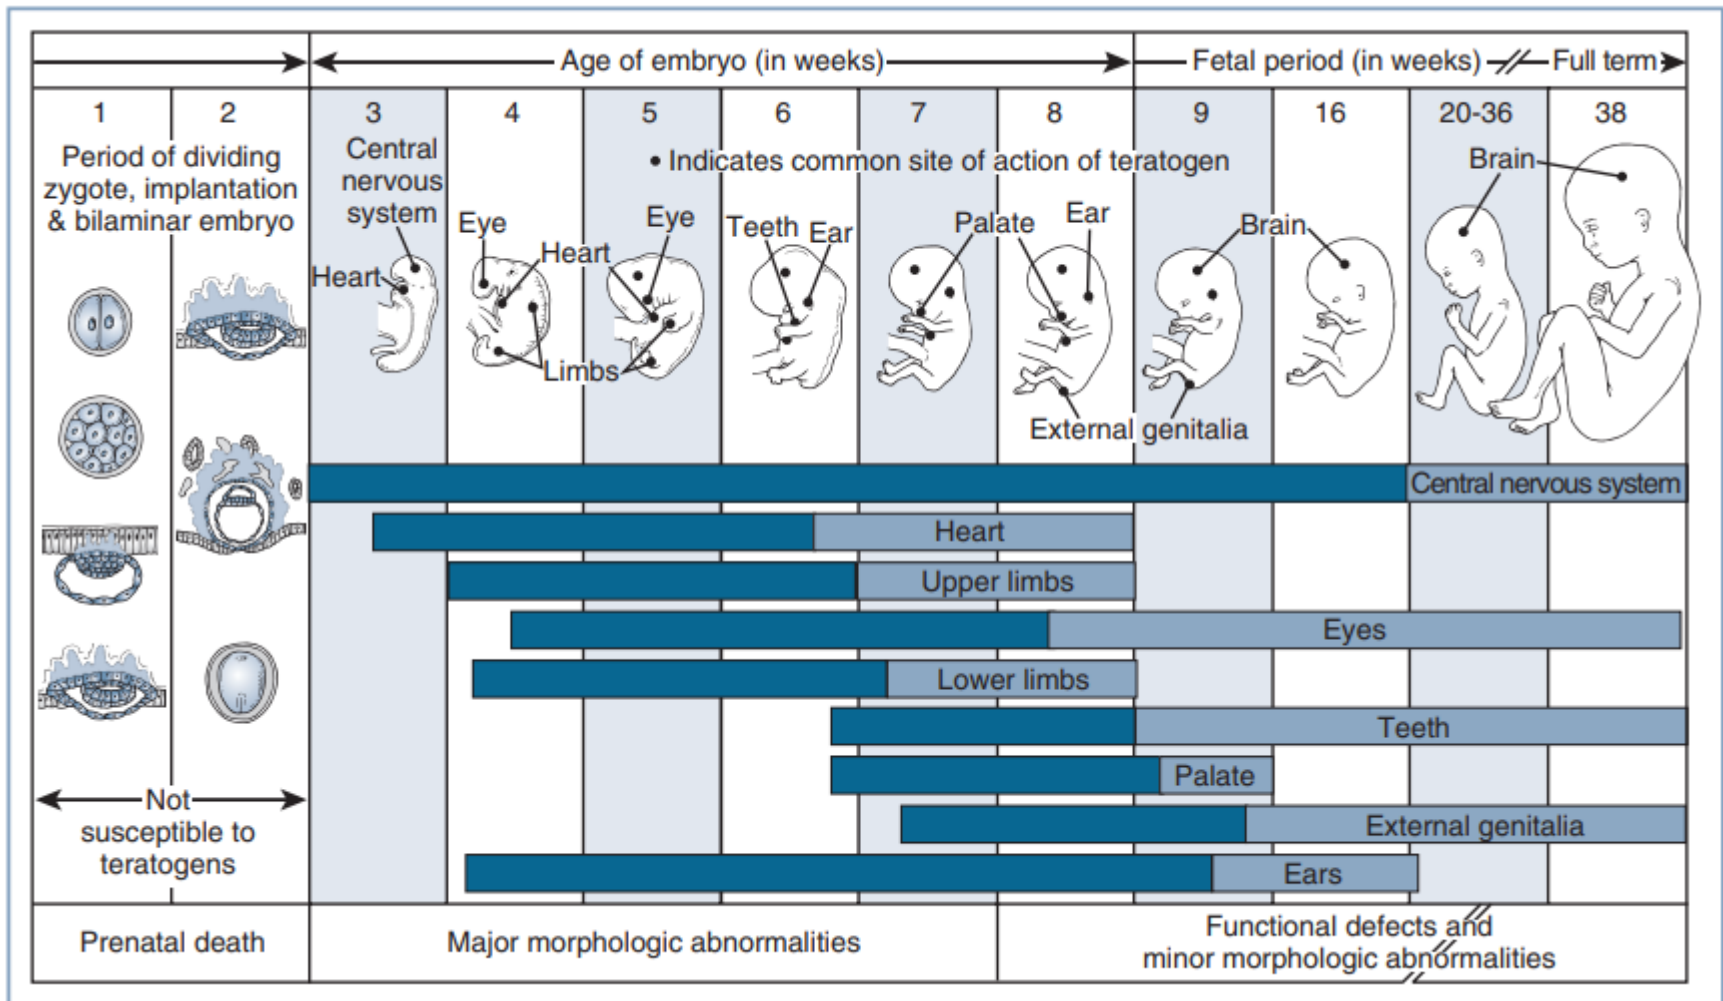 Age of embryo (in weeks)
Fetal period (in weeks)
Full term
1
2
3
4
5
6
7
8
9
16
20-36
38
Period of dividing
zygote, implantation
& bilaminar embryo
Central
nervous
system
• Indicates common site of action of teratogen
Heart
Eye
Heart
Limbs
Eye
Teeth
Ear
Palate
Ear
External genitalia
Brain
Brain
Central nervous system
Heart
Upper limbs
Eyes
Lower limbs
Teeth
Palate
External genitalia
Ears
Not
susceptible to
teratogens
Prenatal death
Major morphologic abnormalities
Functional defects and
minor morphologic abnormalities